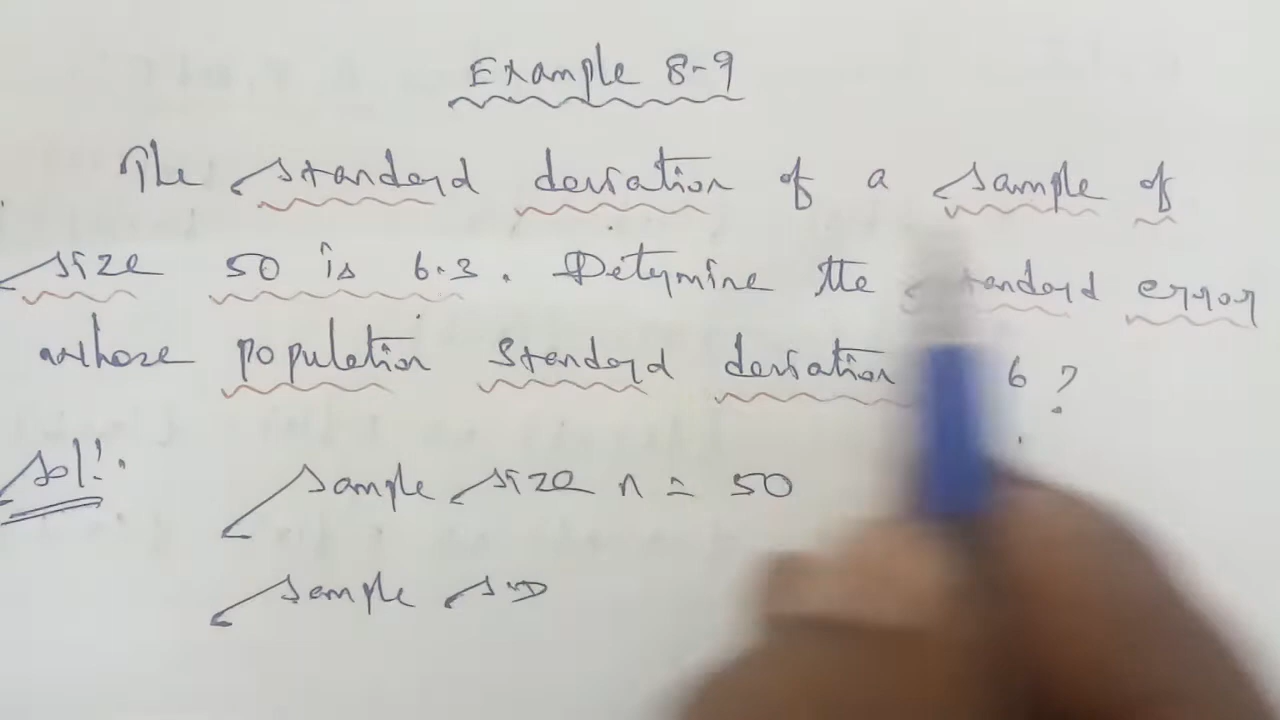 Example 8-9
The standard deviation of a sample of
size 50 is 6.3. Determine the error
whose population standard deviation 6?
Sol:
sample size n = 50
sample S.D